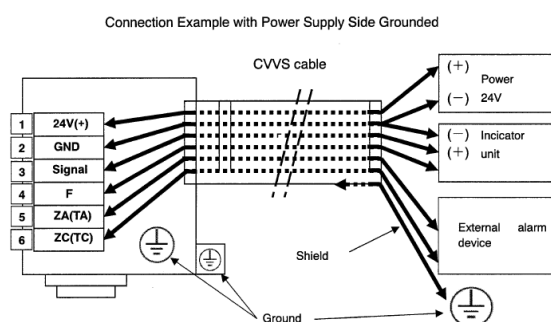 Connection Example with Power Supply Side Grounded
CVVS cable
(+)
Power
(−) 24V
(−) Incicator
(+) unit
1 24V(+)
2 GND
3 Signal
4 F
5 ZA(TA)
6 ZC(TC)
External alarm
device
Shield
Ground